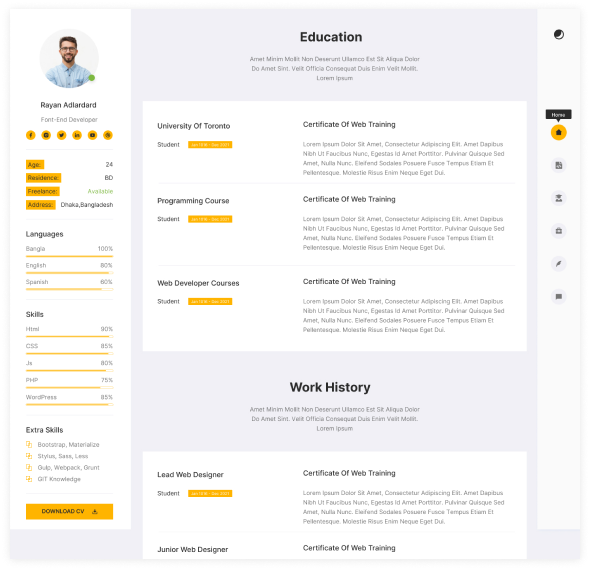 Rayan Adlardard
Font-End Developer
Age: 24
Residence: BD
Freelance: Available
Address: Dhaka,Bangladesh
Languages
Bangla 100%
English 80%
Spanish 60%
Skills
Html 90%
CSS 85%
Js 80%
PHP 75%
WordPress 85%
Extra Skills
Bootstrap, Materialize
Stylus, Sass, Less
Gulp, Webpack, Grunt
GIT Knowledge
DOWNLOAD CV
Education
Amet Minim Mollit Non Deserunt Ullamco Est Sit Aliqua Dolor
Do Amet Sint. Velit Officia Consequat Duis Enim Velit Mollit.
Lorem Ipsum
University Of Toronto
Student
Certificate Of Web Training
Lorem Ipsum Dolor Sit Amet, Consectetur Adipiscing Elit. Amet Dapibus
Nibh Ut Faucibus Nunc, Egestas Id Amet Porttitor. Pulvinar Quisque Sed
Amet, Nulla Nunc. Eleifend Sodales Posuere Fusce Tempus Etiam Et
Pellentesque. Molestie Risus Enim Neque Eget Dui.
Programming Course
Student
Certificate Of Web Training
Lorem Ipsum Dolor Sit Amet, Consectetur Adipiscing Elit. Amet Dapibus
Nibh Ut Faucibus Nunc, Egestas Id Amet Porttitor. Pulvinar Quisque Sed
Amet, Nulla Nunc. Eleifend Sodales Posuere Fusce Tempus Etiam Et
Pellentesque. Molestie Risus Enim Neque Eget Dui.
Web Developer Courses
Student
Certificate Of Web Training
Lorem Ipsum Dolor Sit Amet, Consectetur Adipiscing Elit. Amet Dapibus
Nibh Ut Faucibus Nunc, Egestas Id Amet Porttitor. Pulvinar Quisque Sed
Amet, Nulla Nunc. Eleifend Sodales Posuere Fusce Tempus Etiam Et
Pellentesque. Molestie Risus Enim Neque Eget Dui.
Work History
Amet Minim Mollit Non Deserunt Ullamco Est Sit Aliqua Dolor
Do Amet Sint. Velit Officia Consequat Duis Enim Velit Mollit.
Lorem Ipsum
Lead Web Designer
Student
Certificate Of Web Training
Lorem Ipsum Dolor Sit Amet, Consectetur Adipiscing Elit. Amet Dapibus
Nibh Ut Faucibus Nunc, Egestas Id Amet Porttitor. Pulvinar Quisque Sed
Amet, Nulla Nunc. Eleifend Sodales Posuere Fusce Tempus Etiam Et
Pellentesque. Molestie Risus Enim Neque Eget Dui.
Junior Web Designer
Certificate Of Web Training
Home